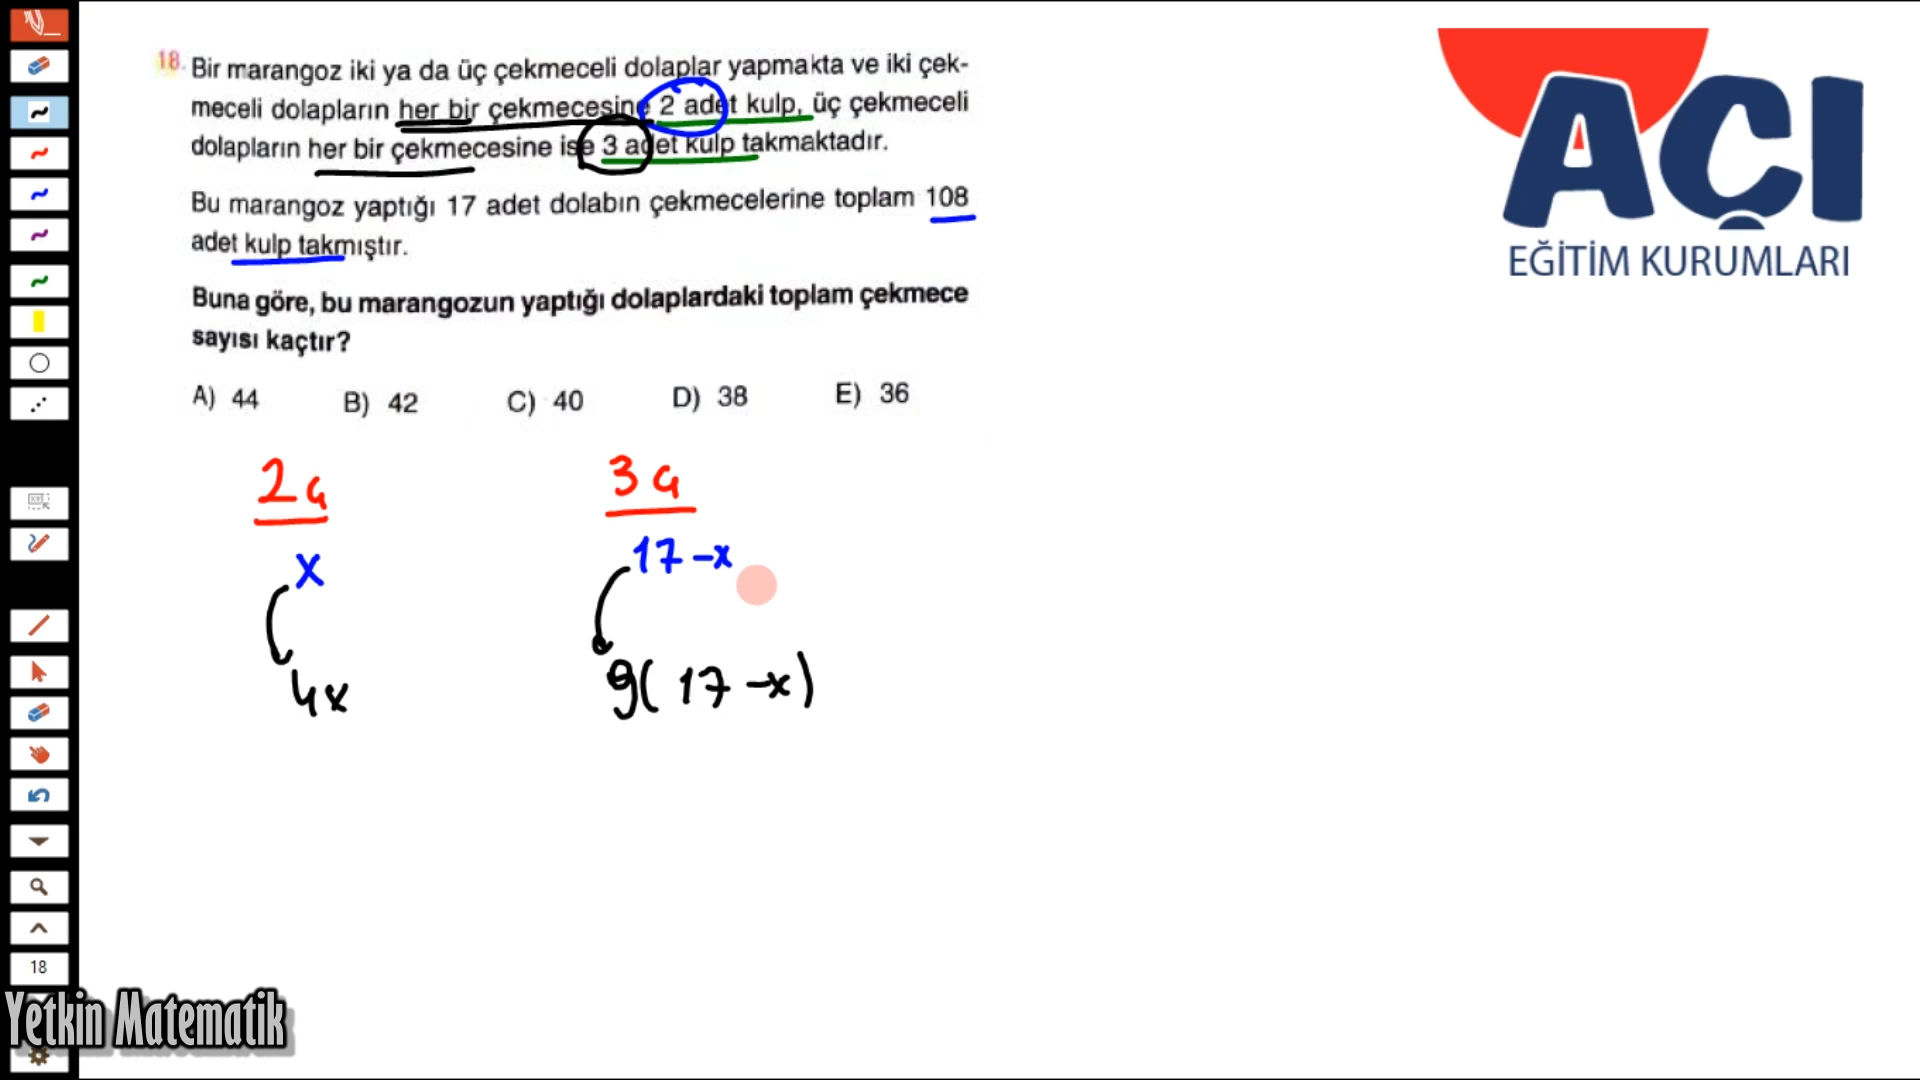 18. Bir marangoz iki ya da üç çekmeceli dolaplar yapmakta ve iki çek-
meceli dolapların her bir çekmecesine 2 adet kulp, üç çekmeceli
dolapların her bir çekmecesine ise 3 adet kulp takmaktadır.
Bu marangoz yaptığı 17 adet dolabın çekmecelerine toplam 108
adet kulp takmıştır.
Buna göre, bu marangozun yaptığı dolaplardaki toplam çekmece
sayısı kaçtır?
A) 44 B) 42 C) 40 D) 38 E) 36
2ç 3ç
x 17-x
4x 9(17-x)
AÇI
EĞİTİM KURUMLARI
18
Yetkin Matematik